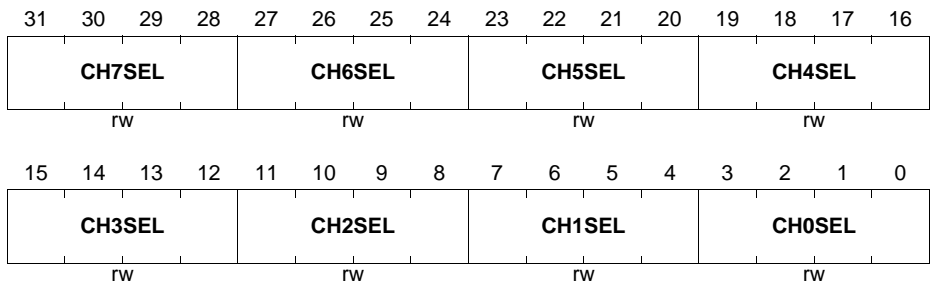 31 30 29 28 27 26 25 24 23 22 21 20 19 18 17 16
CH7SEL CH6SEL CH5SEL CH4SEL
rw rw rw rw
15 14 13 12 11 10 9 8 7 6 5 4 3 2 1 0
CH3SEL CH2SEL CH1SEL CH0SEL
rw rw rw rw